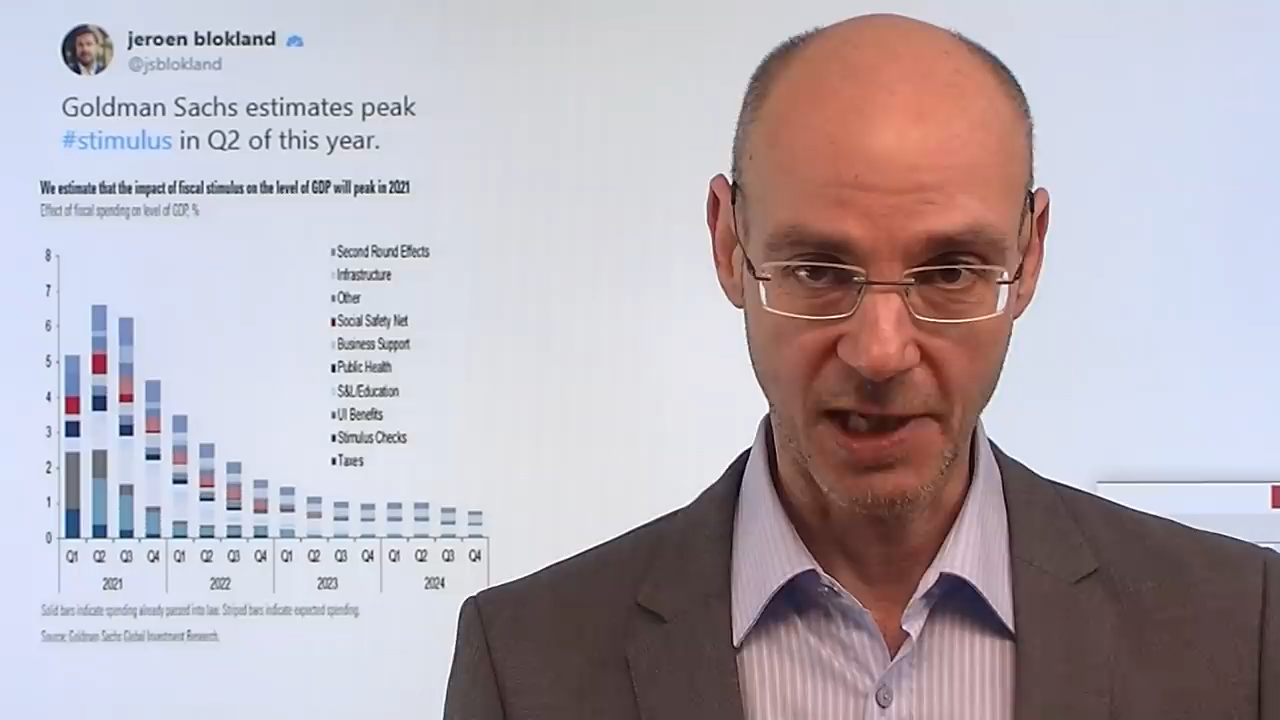 jeroen blokland
@jsblokland
Goldman Sachs estimates peak
#stimulus in Q2 of this year.
We estimate that the impact of fiscal stimulus on the level of GDP will peak in 2021
Effect of fiscal spending on level of GDP, %
8
7
6
5
4
3
2
1
0
Second Round Effects
Infrastructure
Other
Social Safety Net
Business Support
Public Health
S&L/Education
UI Benefits
Stimulus Checks
Taxes
Q1 Q2 Q3 Q4 Q1 Q2 Q3 Q4 Q1 Q2 Q3 Q4 Q1 Q2 Q3 Q4
2021 2022 2023 2024
Solid bars indicate spending already passed into law. Striped bars indicate expected spending.
Source: Goldman Sachs Global Investment Research.